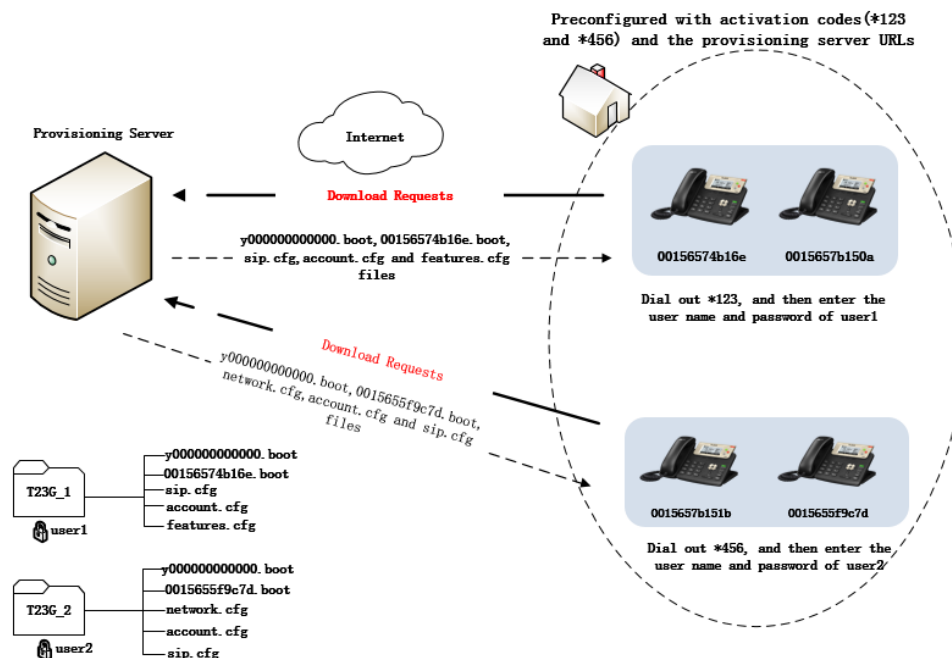 Preconfigured with activation codes(*123
and *456) and the provisioning server URLs
Provisioning Server
Internet
Download Requests
y000000000000.boot,00156574b16e.boot,
sip.cfg,account.cfg and features.cfg
files
00156574b16e
0015657b150a
Dial out *123, and then enter the
user name and password of user1
Download Requests
y000000000000.boot,0015655f9c7d.boot,
network.cfg,account.cfg and sip.cfg
files
0015657b151b
0015655f9c7d
Dial out *456, and then enter the
user name and password of user2
T23G_1
user1
y000000000000.boot
00156574b16e.boot
sip.cfg
account.cfg
features.cfg
T23G_2
user2
y000000000000.boot
0015655f9c7d.boot
network.cfg
account.cfg
sip.cfg